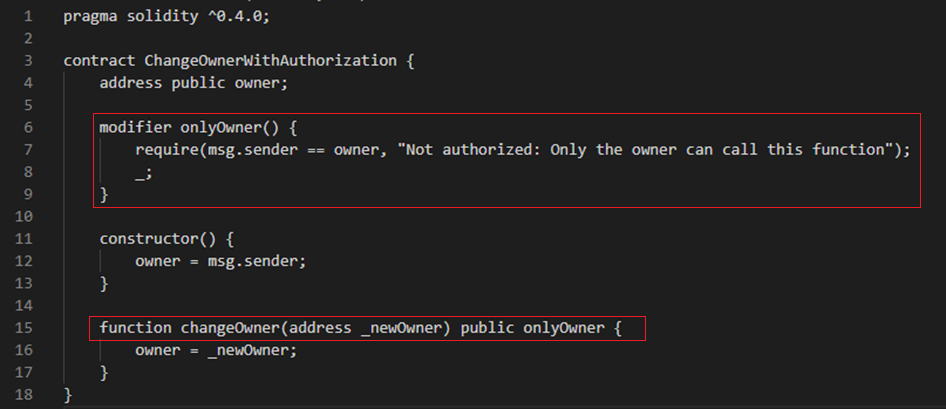 1 pragma solidity ^0.4.0;
2
3 contract ChangeOwnerWithAuthorization {
4     address public owner;
5
6     modifier onlyOwner() {
7         require(msg.sender == owner, "Not authorized: Only the owner can call this function");
8         _;
9     }
10
11     constructor() {
12         owner = msg.sender;
13     }
14
15     function changeOwner(address _newOwner) public onlyOwner {
16         owner = _newOwner;
17     }
18 }